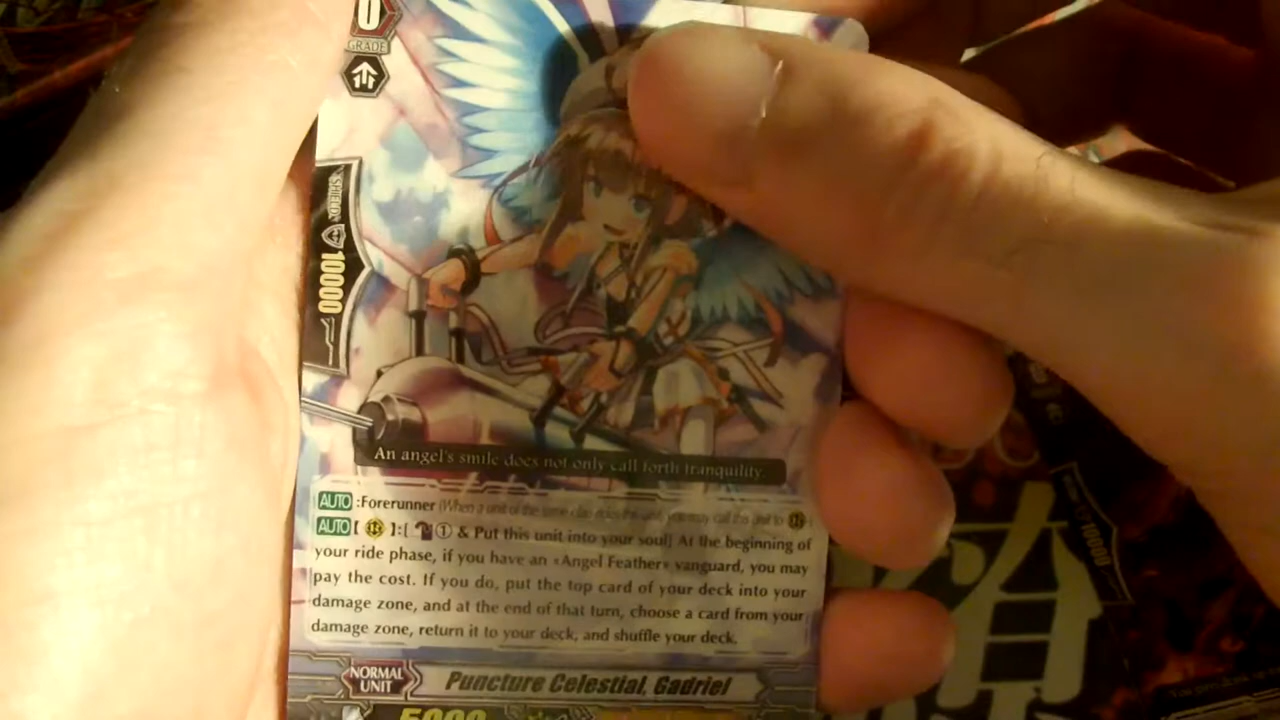 0
GRADE
SHIELD 10000
An angel's smile does not only call forth tranquility.
AUTO :Forerunner (When a unit of the same clan rides this unit, you may call this unit to
AUTO [ ]:[ ① & Put this unit into your soul] At the beginning of
your ride phase, if you have an «Angel Feather» vanguard, you may
pay the cost. If you do, put the top card of your deck into your
damage zone, and at the end of that turn, choose a card from your
damage zone, return it to your deck, and shuffle your deck.
NORMAL
UNIT
Puncture Celestial, Gadriel
5000
10000